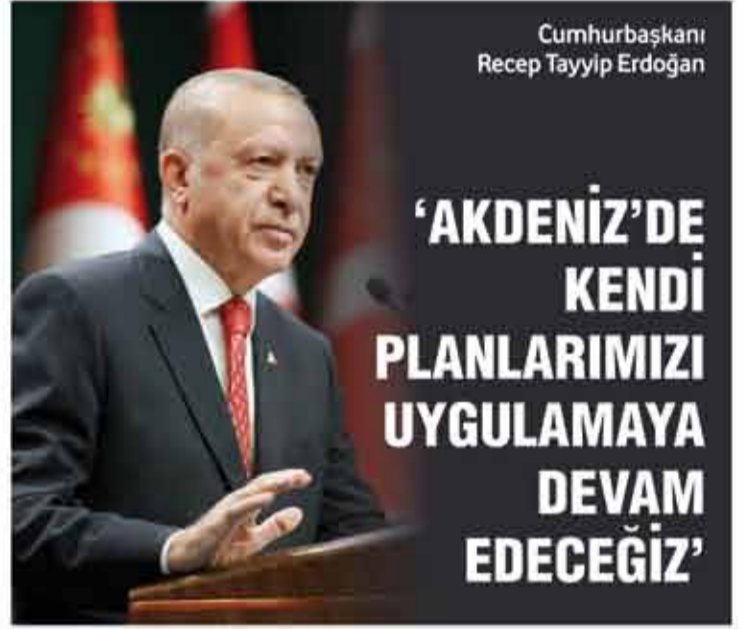 Cumhurbaşkanı
Recep Tayyip Erdoğan
‘AKDENİZ’DE
KENDİ
PLANLARIMIZI
UYGULAMAYA
DEVAM
EDECEĞİZ’